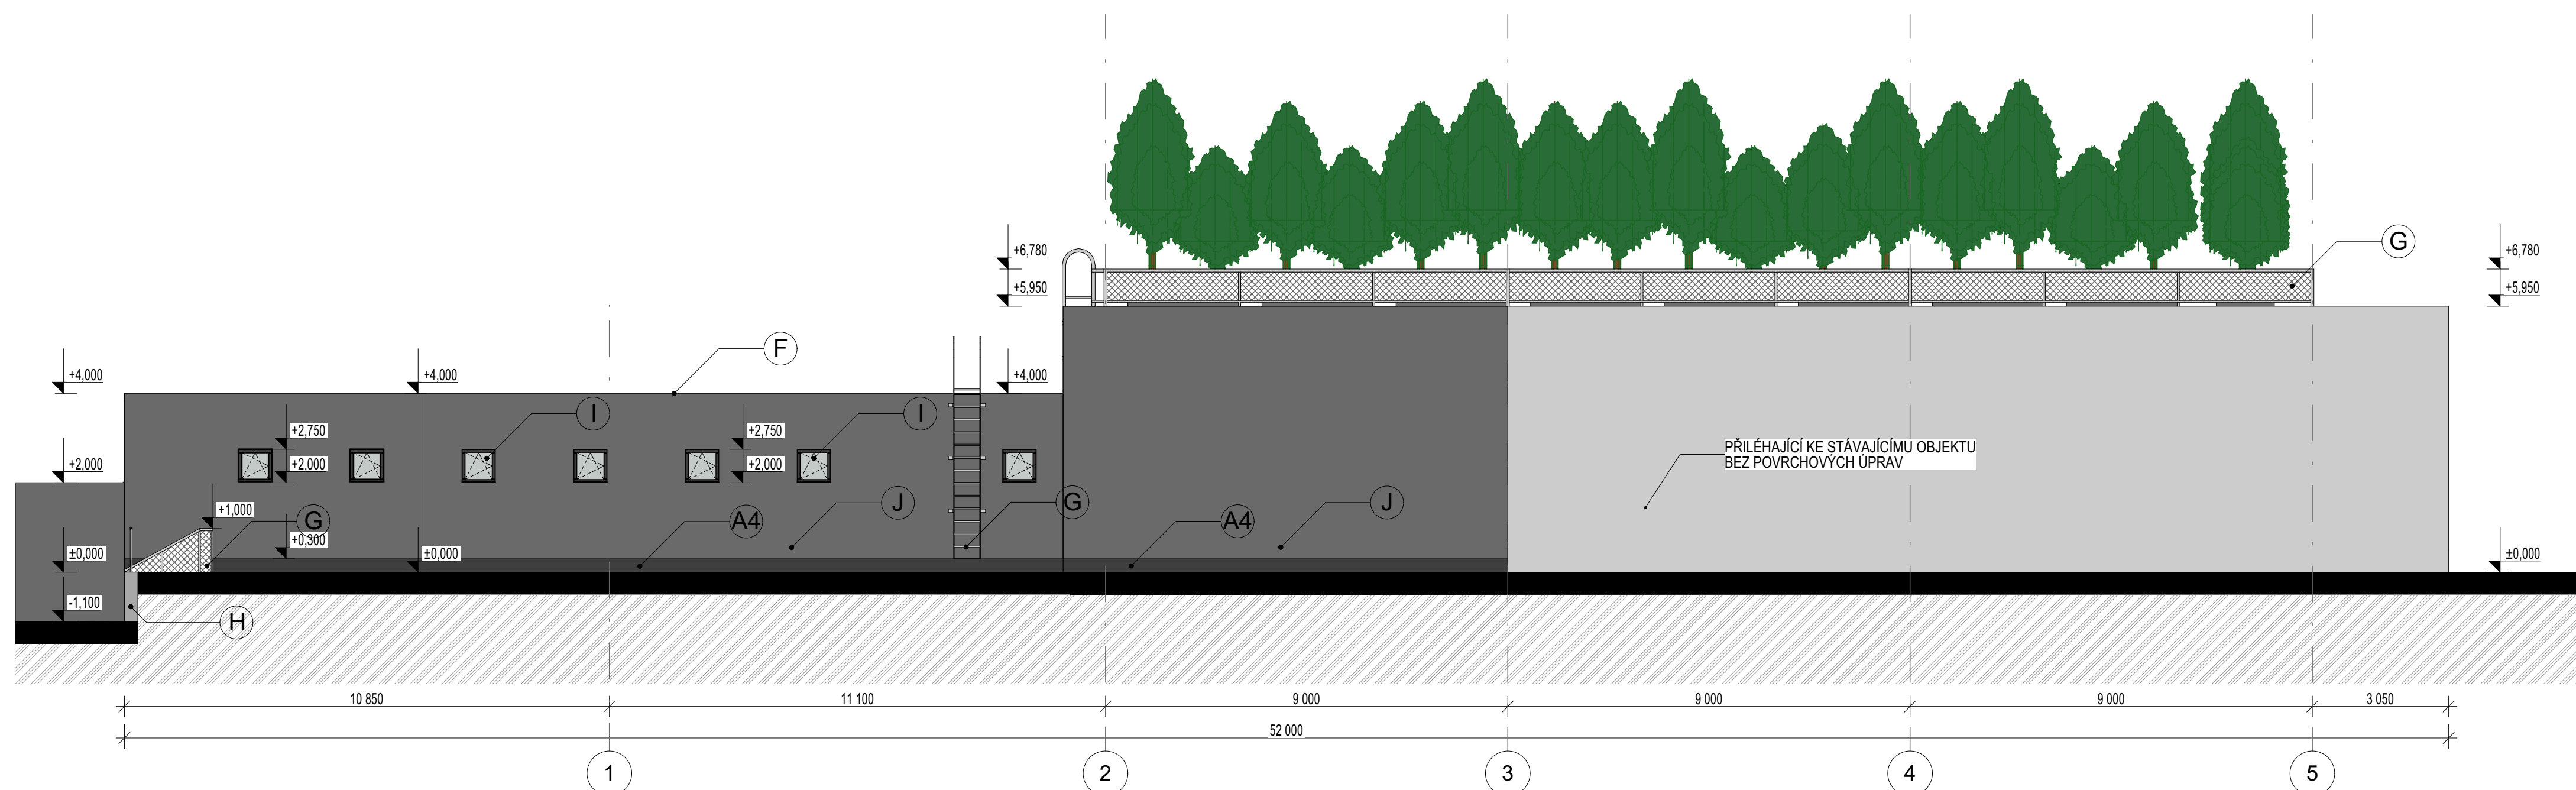 G
+6,780
+6,780
+5,950
+5,950
F
+4,000
+4,000
+4,000
I
I
+2,750
+2,750
+2,000
+2,000
+2,000
PŘILÉHAJÍCÍ KE STÁVAJÍCÍMU OBJEKTU
BEZ POVRCHOVÝCH ÚPRAV
J
G
J
+1,000
G
A4
A4
+0,300
±0,000
±0,000
±0,000
-1,100
H
10 850
11 100
9 000
9 000
9 000
3 050
52 000
1
2
3
4
5